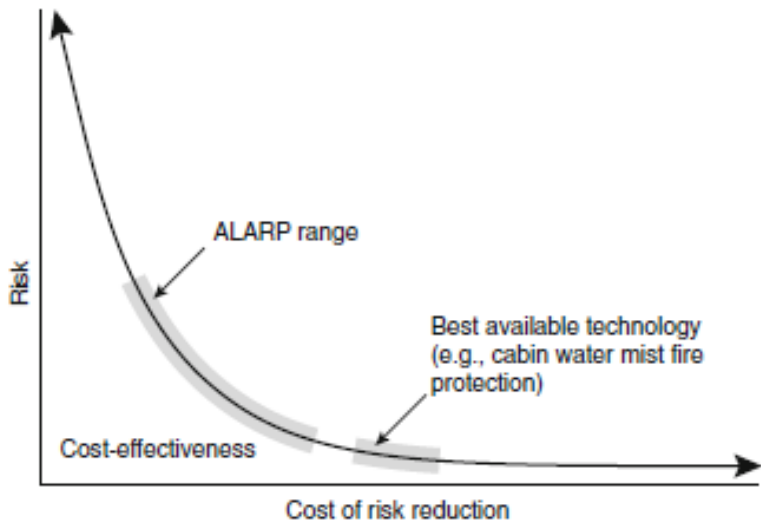 ALARP range
Risk
Best available technology
(e.g., cabin water mist fire
protection)
Cost-effectiveness
Cost of risk reduction